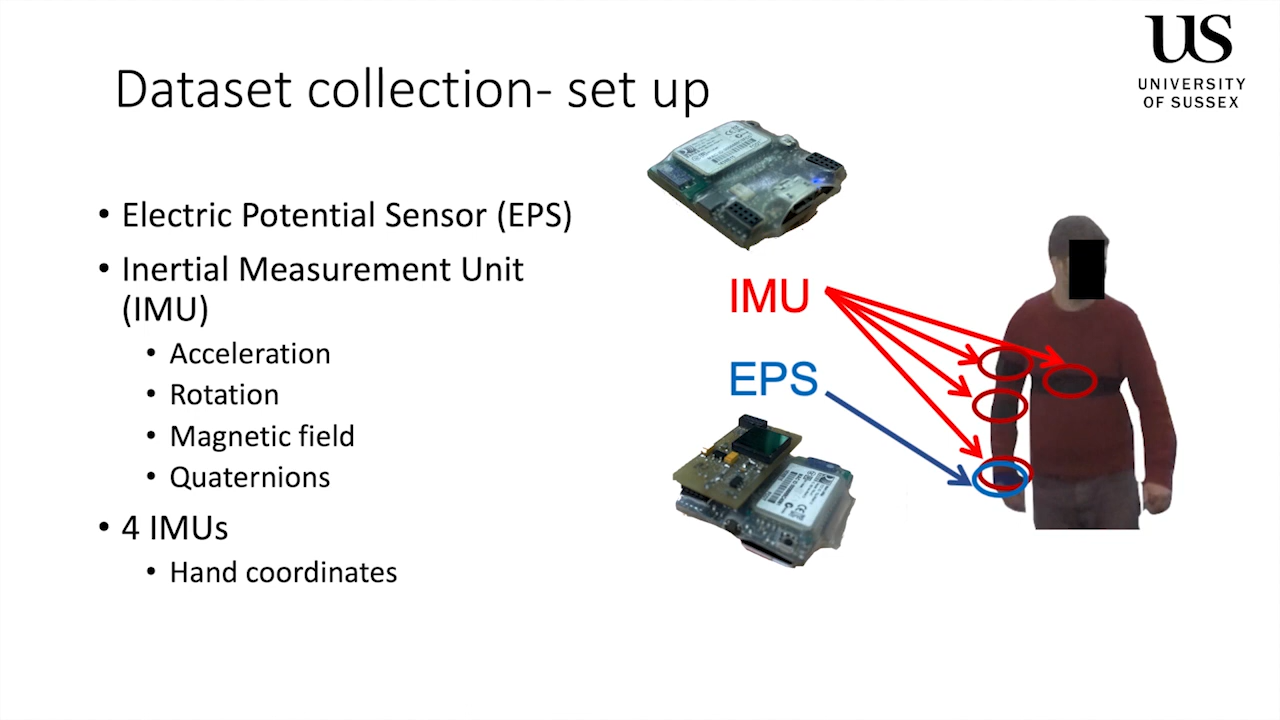 US
UNIVERSITY
OF SUSSEX
Dataset collection- set up
• Electric Potential Sensor (EPS)
• Inertial Measurement Unit
(IMU)
• Acceleration
• Rotation
• Magnetic field
• Quaternions
• 4 IMUs
• Hand coordinates
IMU
EPS